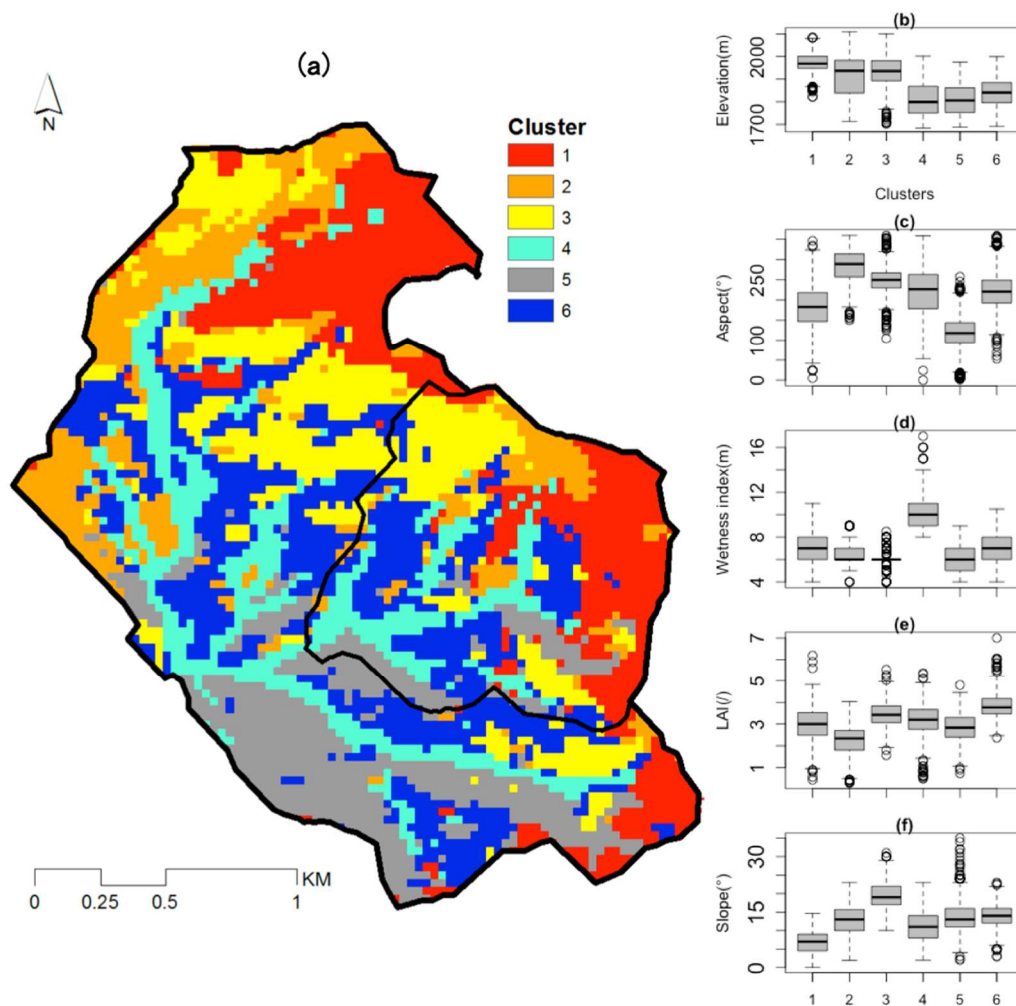 (a)
N
Cluster
1
2
3
4
5
6
0 0.25 0.5 1 KM
(b)
Elevation(m)
2000
1700
1 2 3 4 5 6
Clusters
(c)
Aspect(°)
250
100
0
(d)
Wetness index(m)
16
12
8
4
(e)
LAI(/)
7
5
3
1
(f)
Slope(°)
30
15
0
1 2 3 4 5 6